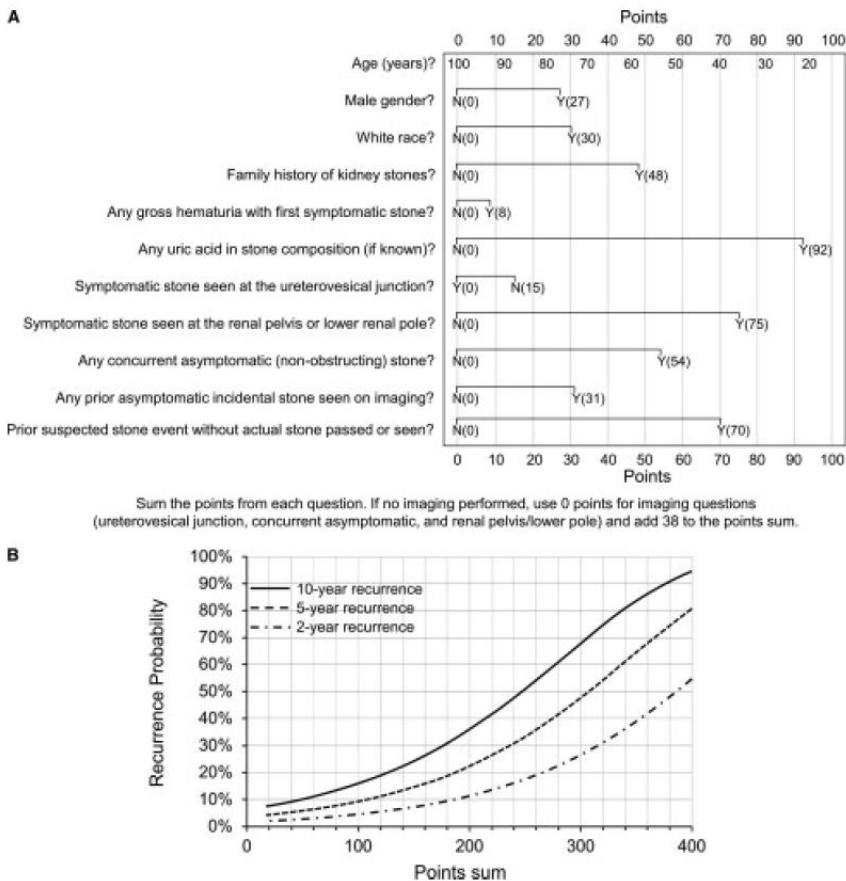 A
Points
0 10 20 30 40 50 60 70 80 90 100
Age (years)? 100 90 80 70 60 50 40 30 20
Male gender? N(0) Y(27)
White race? N(0) Y(30)
Family history of kidney stones? N(0) Y(48)
Any gross hematuria with first symptomatic stone? N(0) Y(8)
Any uric acid in stone composition (if known)? N(0) Y(92)
Symptomatic stone seen at the ureterovesical junction? Y(0) N(15)
Symptomatic stone seen at the renal pelvis or lower renal pole? N(0) Y(75)
Any concurrent asymptomatic (non-obstructing) stone? N(0) Y(54)
Any prior asymptomatic incidental stone seen on imaging? N(0) Y(31)
Prior suspected stone event without actual stone passed or seen? N(0) Y(70)
0 10 20 30 40 50 60 70 80 90 100
Points
Sum the points from each question. If no imaging performed, use 0 points for imaging questions
(ureterovesical junction, concurrent asymptomatic, and renal pelvis/lower pole) and add 38 to the points sum.
B
Recurrence Probability
100%
90%
80%
70%
60%
50%
40%
30%
20%
10%
0%
10-year recurrence
5-year recurrence
2-year recurrence
0 100 200 300 400
Points sum